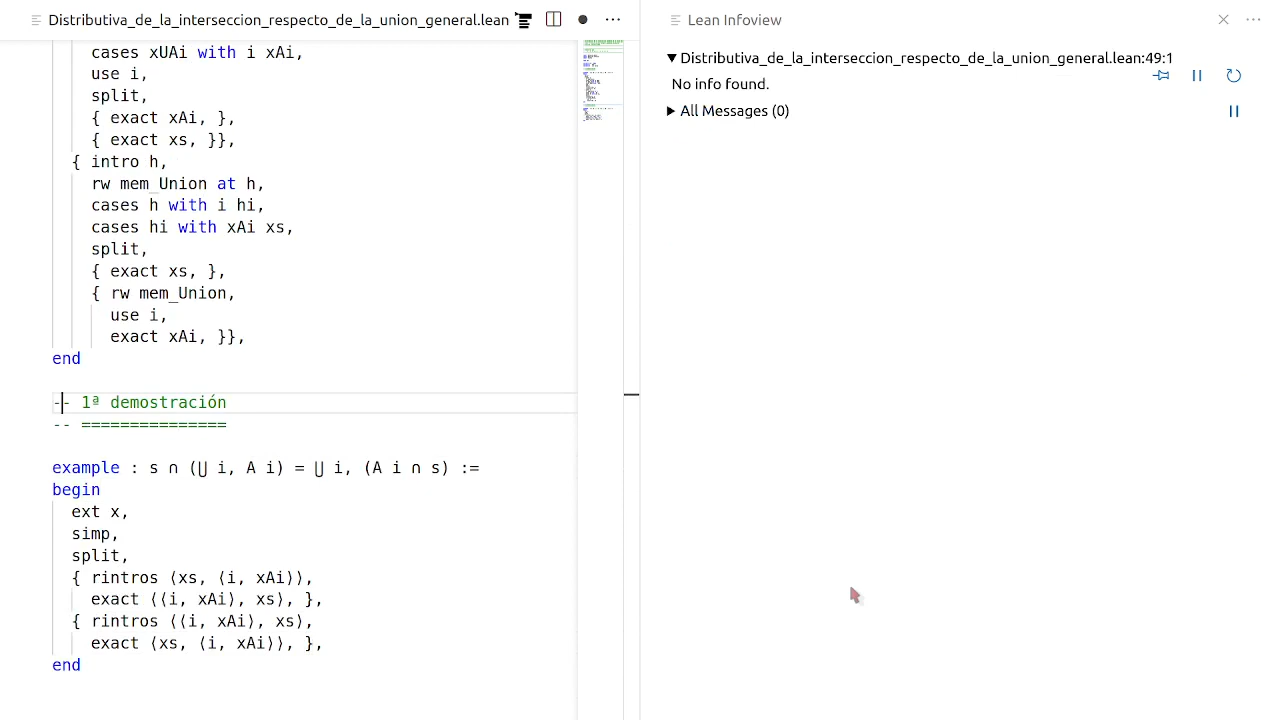 Distributiva_de_la_interseccion_respecto_de_la_union_general.lean
cases xUAi with i xAi,
use i,
split,
{ exact xAi, },
{ exact xs, }},
{ intro h,
rw mem_Union at h,
cases h with i hi,
cases hi with xAi xs,
split,
{ exact xs, },
{ rw mem_Union,
use i,
exact xAi, }},
end
-- 1ª demostración
-- ===============
example : s ∩ (⋃ i, A i) = ⋃ i, (A i ∩ s) :=
begin
ext x,
simp,
split,
{ rintros ⟨xs, ⟨i, xAi⟩⟩,
exact ⟨⟨i, xAi⟩, xs⟩, },
{ rintros ⟨⟨i, xAi⟩, xs⟩,
exact ⟨xs, ⟨i, xAi⟩⟩, },
end
Lean Infoview
▼Distributiva_de_la_interseccion_respecto_de_la_union_general.lean:49:1
No info found.
▶ All Messages (0)